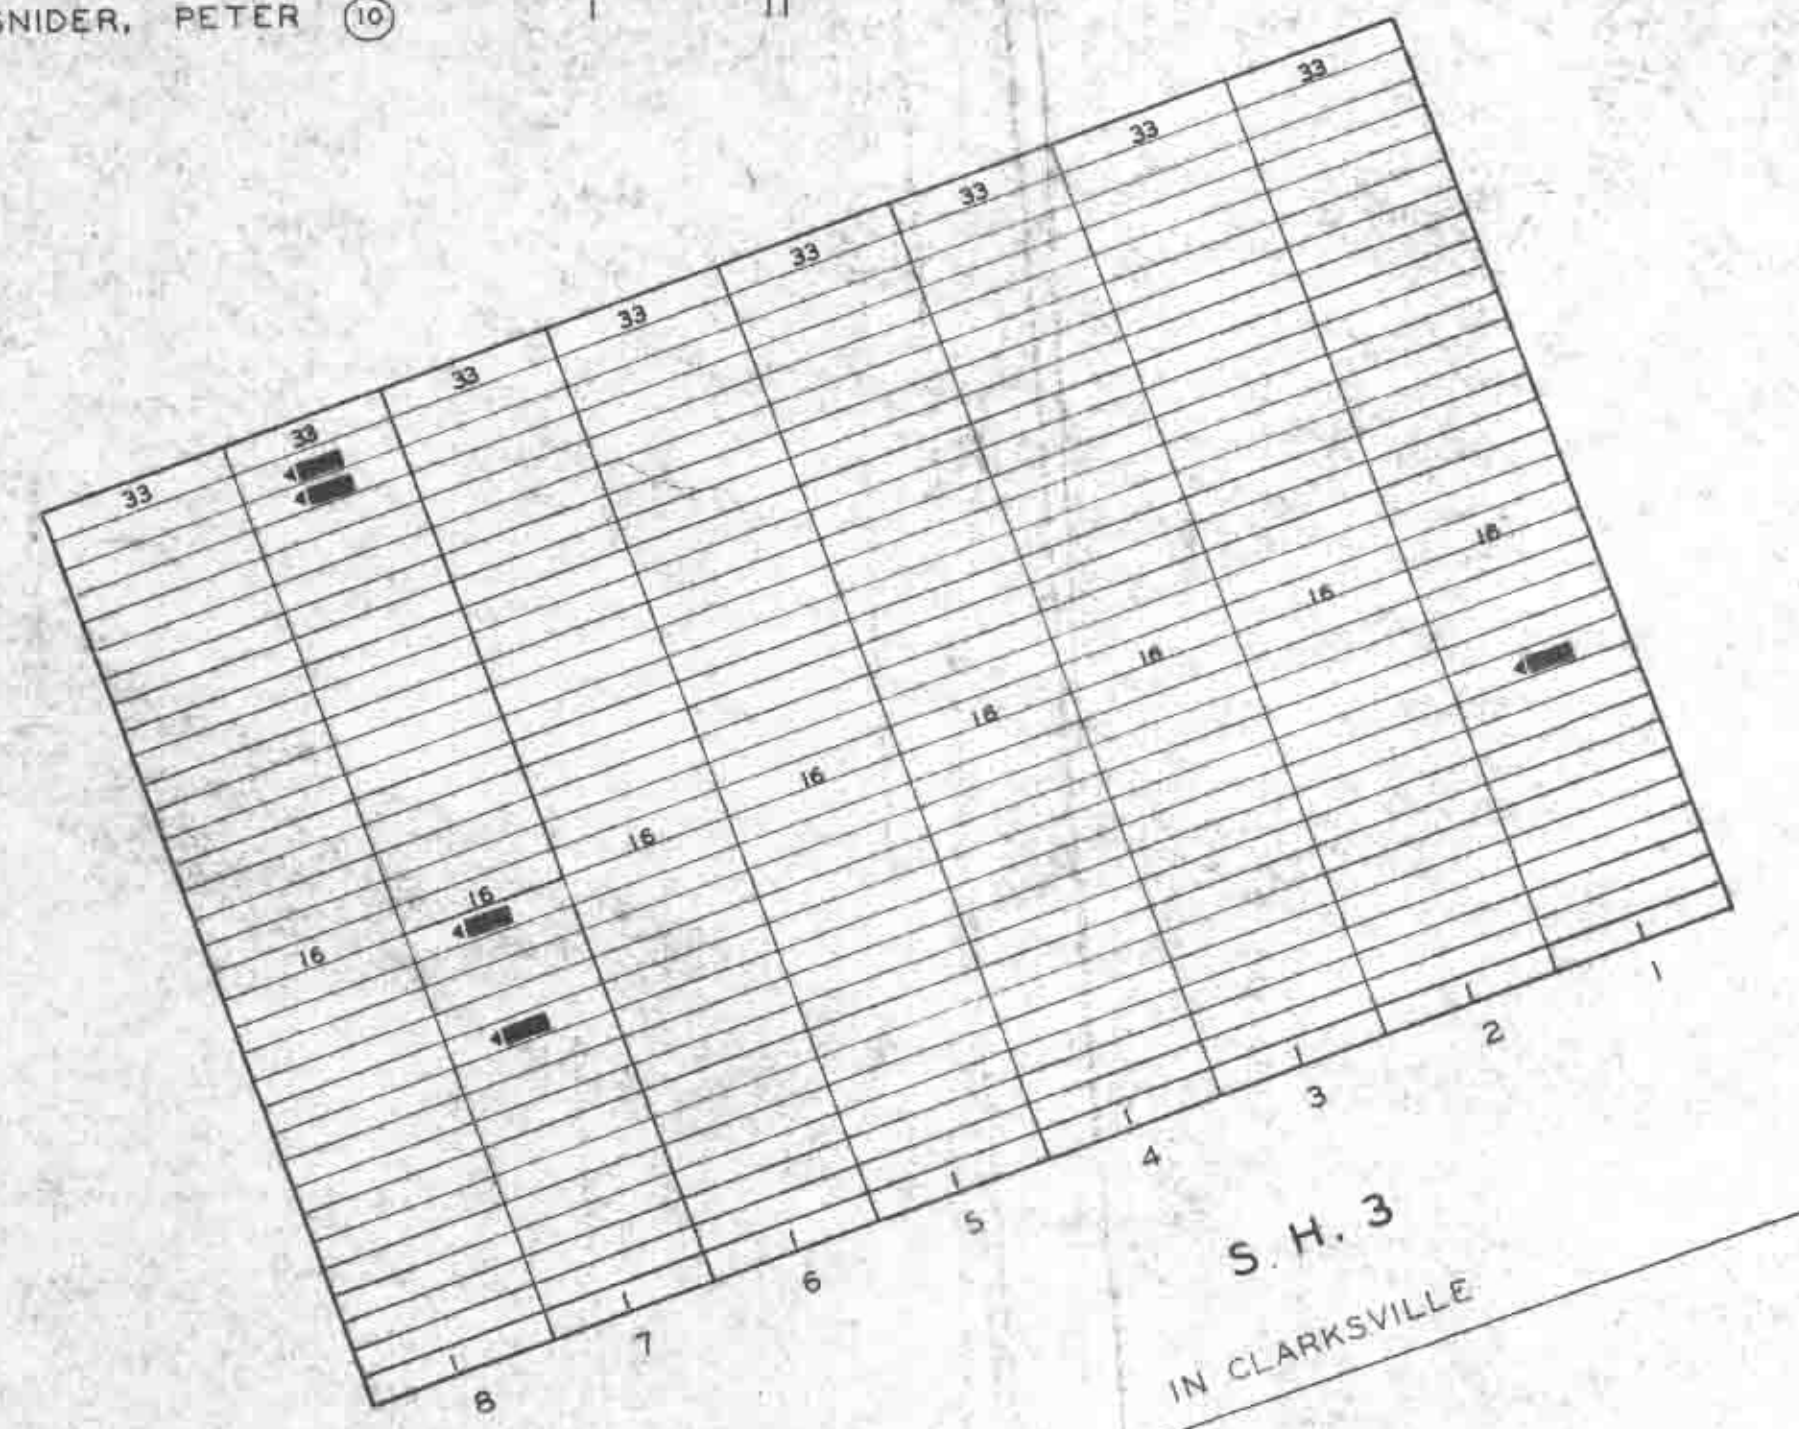 SNIDER, PETER 10
33 33 33 33 33 33 33 33
16 16 16 16 16 16 16 16
1 1 1 1 1 1 1 1
8 7 6 5 4 3 2 1
S. H. 3
IN CLARKSVILLE